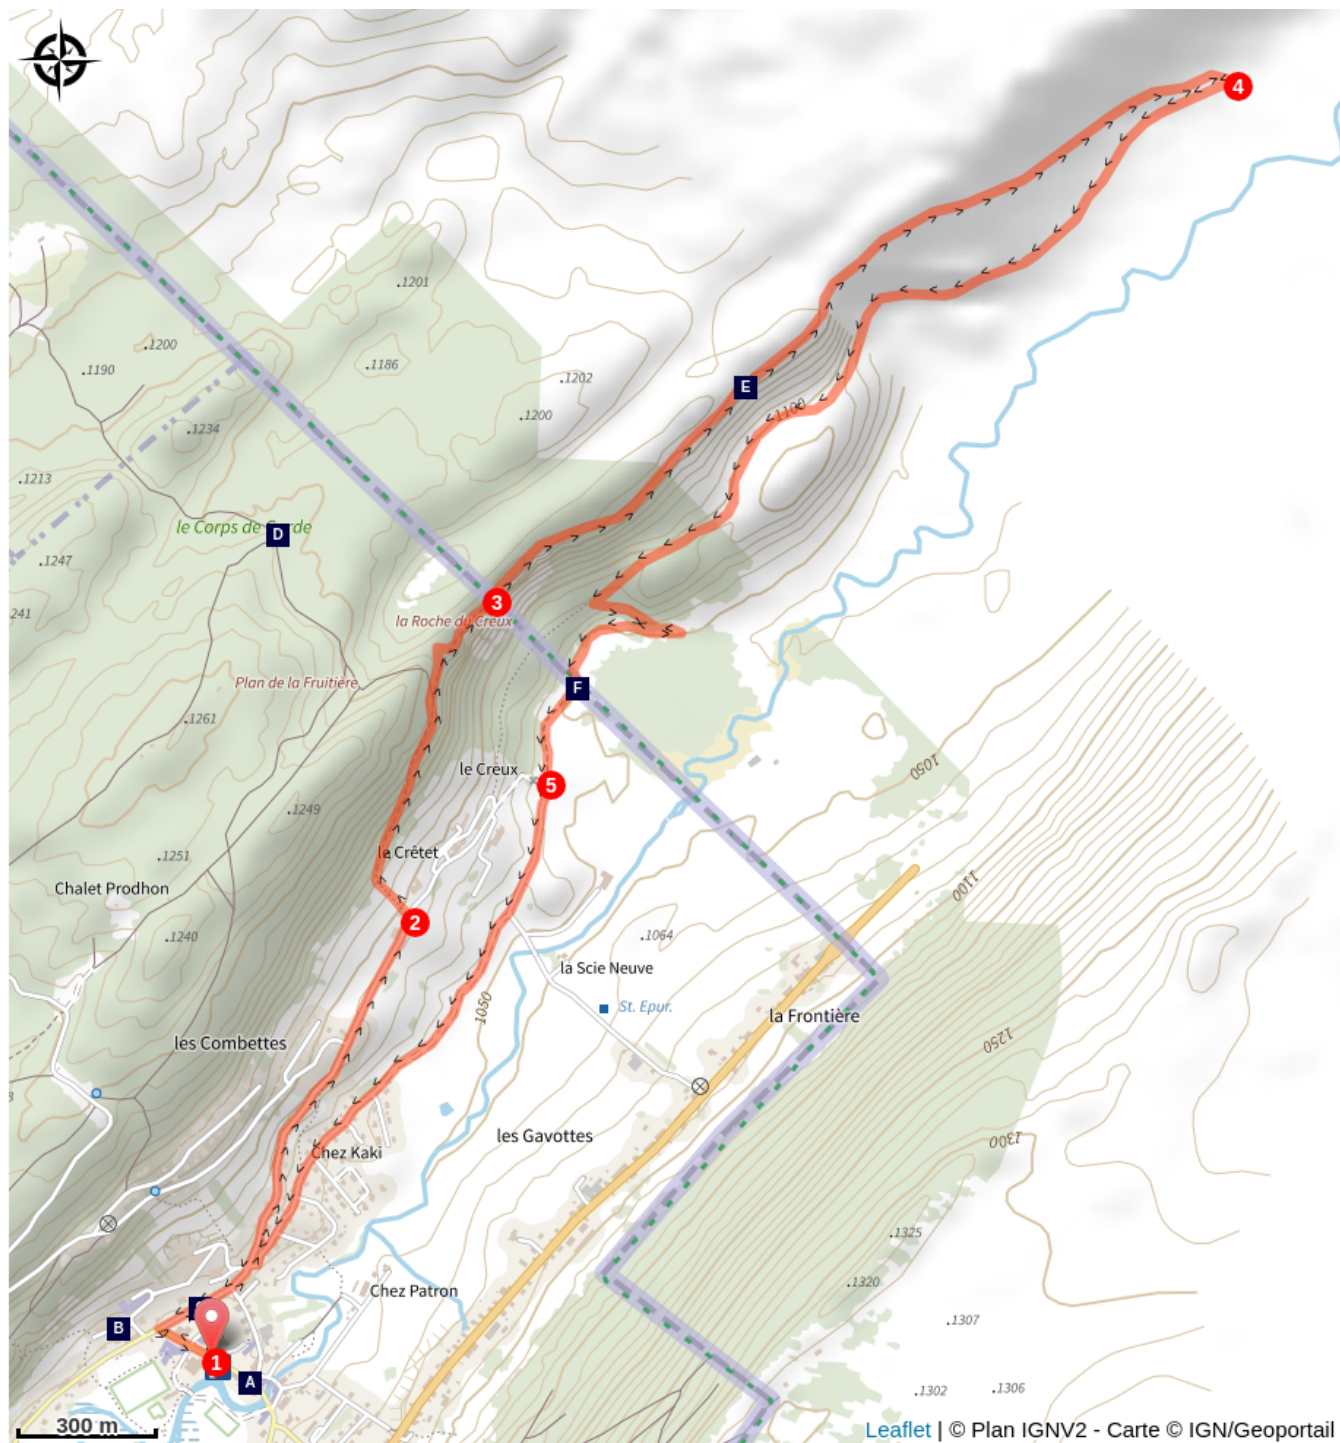 4
.1201
.1200
.1190
.1186
.1202
.1200
E
1100
.1234
.1213
le Corps de
D
.1247
241
3
la Roche du Creux
Plan de la Fruitière
F
.1261
le Creux
5
1050
.1249
le Crêtet
.1251
Chalet Prodhon
1100
2
.1240
.1064
la Scie Neuve
St. Epur.
1050
la Frontière
les Combettes
1250
les Gavottes
1300
Chez Kaki
.1325
Chez Patron
.1320
.1307
B
1
A
.1302
.1306
300 m
Leaflet | © Plan IGNV2 - Carte © IGN/Geoportail